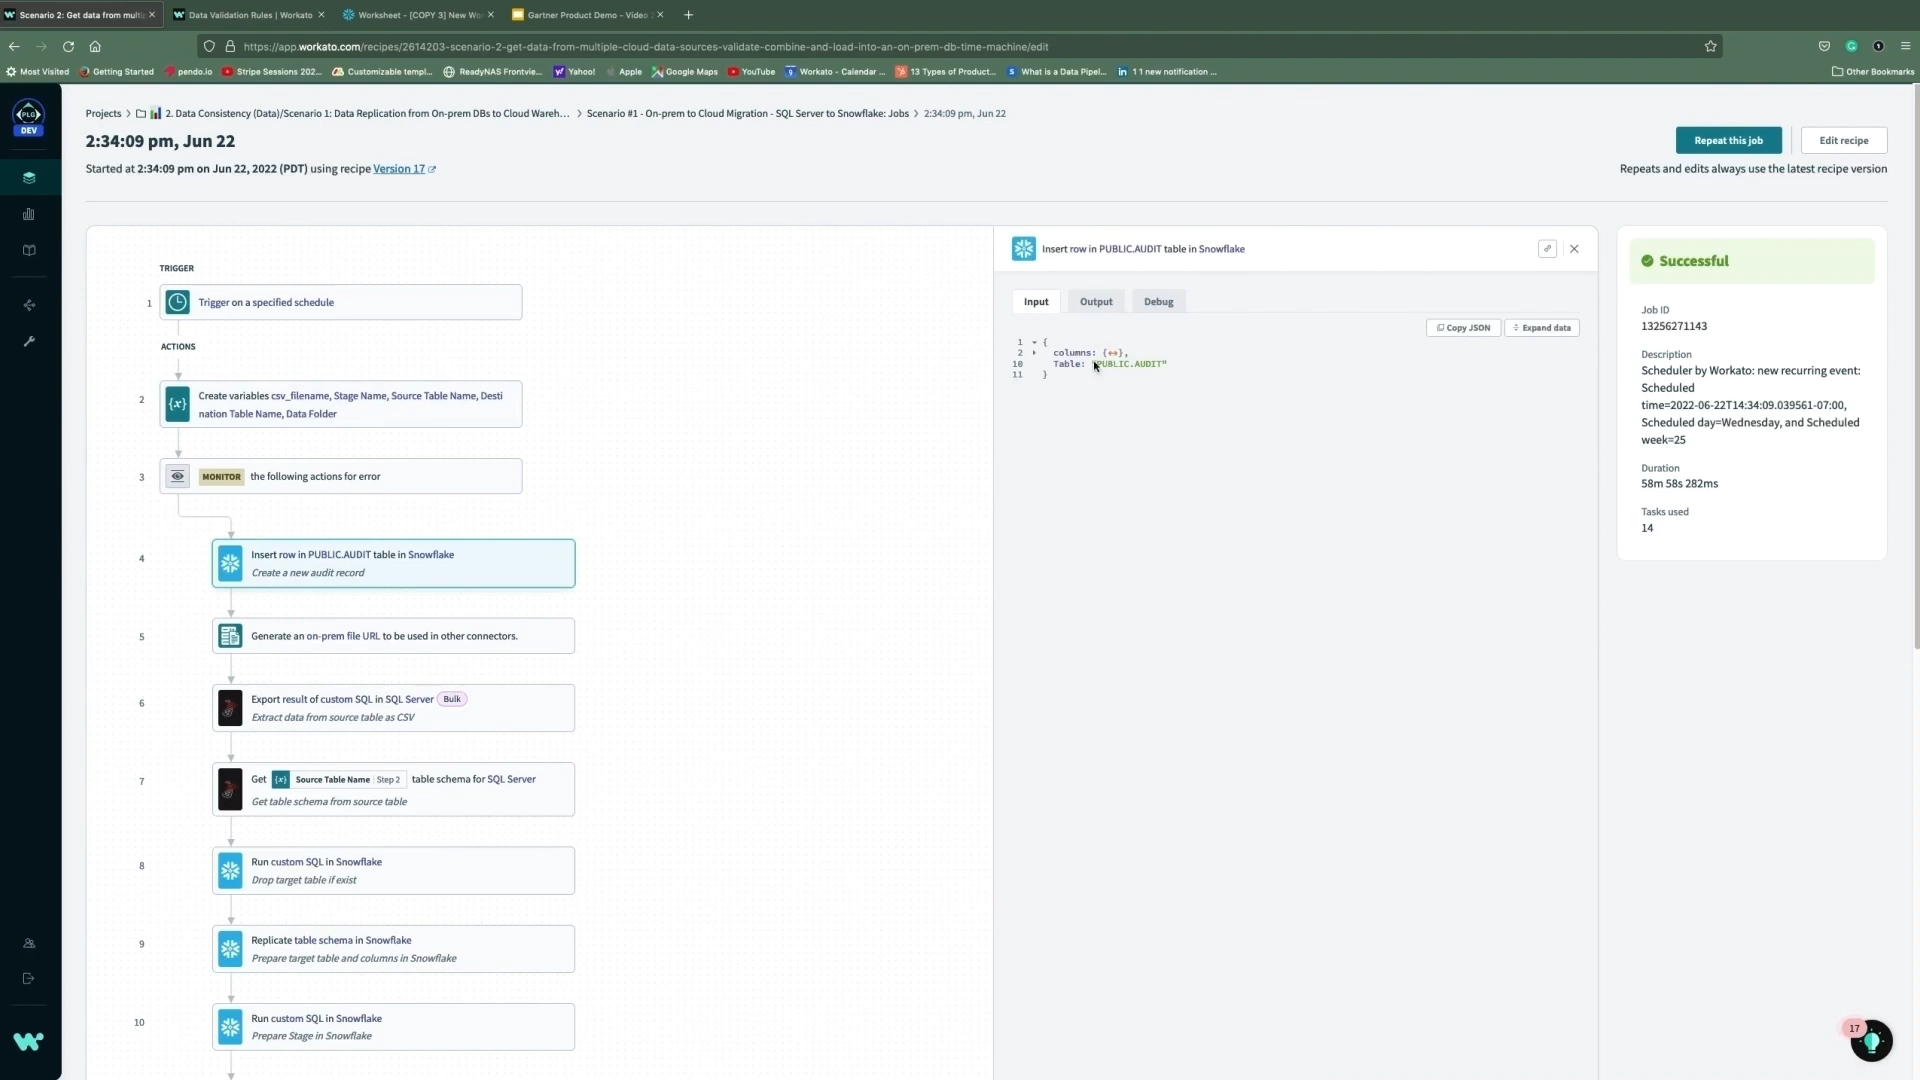 Scenario 2: Get data from multi
Data Validation Rules | Workato
Worksheet - [COPY 3] New Wo
Gartner Product Demo - Video
https://app.workato.com/recipes/2614203-scenario-2-get-data-from-multiple-cloud-data-sources-validate-combine-and-load-into-an-on-prem-db-time-machine/edit
Most Visited
Getting Started
pendo.io
Stripe Sessions 202...
Customizable templ...
ReadyNAS Frontvie...
Yahoo!
Apple
Google Maps
YouTube
Workato - Calendar ...
13 Types of Product...
What is a Data Pipel...
1 1 new notification ...
Other Bookmarks
PLG
DEV
Projects > 2. Data Consistency (Data)/Scenario 1: Data Replication from On-prem DBs to Cloud Wareh... > Scenario #1 - On-prem to Cloud Migration - SQL Server to Snowflake: Jobs > 2:34:09 pm, Jun 22
2:34:09 pm, Jun 22
Started at 2:34:09 pm on Jun 22, 2022 (PDT) using recipe Version 17
Repeat this job
Edit recipe
Repeats and edits always use the latest recipe version
TRIGGER
1 Trigger on a specified schedule
ACTIONS
2 Create variables csv_filename, Stage Name, Source Table Name, Desti
nation Table Name, Data Folder
3 MONITOR the following actions for error
4 Insert row in PUBLIC.AUDIT table in Snowflake
Create a new audit record
5 Generate an on-prem file URL to be used in other connectors.
6 Export result of custom SQL in SQL Server Bulk
Extract data from source table as CSV
7 Get {x} Source Table Name | Step 2 table schema for SQL Server
Get table schema from source table
8 Run custom SQL in Snowflake
Drop target table if exist
9 Replicate table schema in Snowflake
Prepare target table and columns in Snowflake
10 Run custom SQL in Snowflake
Prepare Stage in Snowflake
Insert row in PUBLIC.AUDIT table in Snowflake
Input
Output
Debug
Copy JSON
Expand data
1 {
2 columns: {↔},
10 Table: "PUBLIC.AUDIT"
11 }
Successful
Job ID
13256271143
Description
Scheduler by Workato: new recurring event:
Scheduled
time=2022-06-22T14:34:09.039561-07:00,
Scheduled day=Wednesday, and Scheduled
week=25
Duration
58m 58s 282ms
Tasks used
14
17